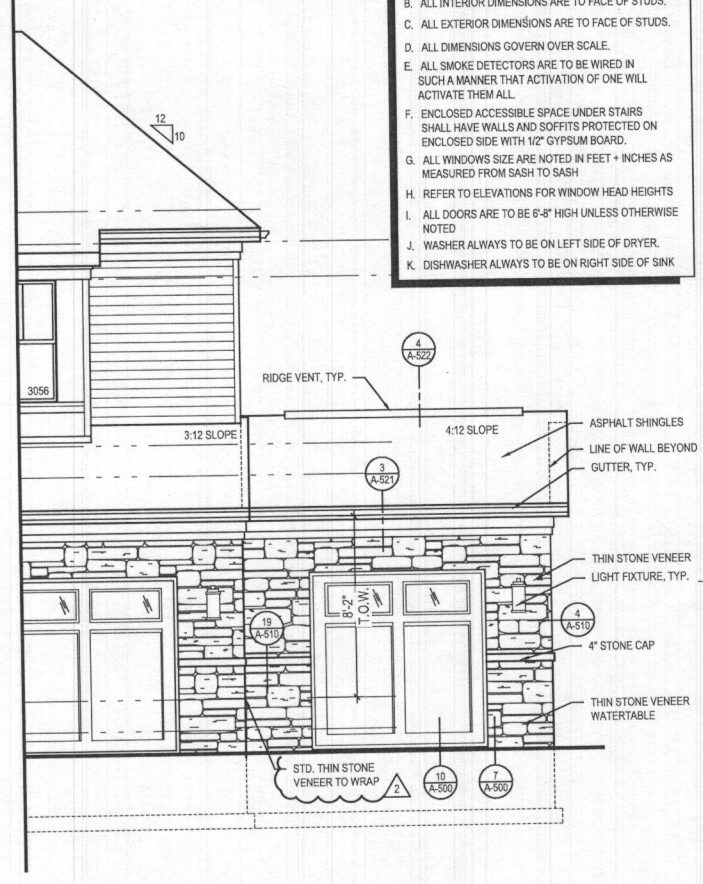 B. ALL INTERIOR DIMENSIONS ARE TO FACE OF STUDS.
C. ALL EXTERIOR DIMENSIONS ARE TO FACE OF STUDS.
D. ALL DIMENSIONS GOVERN OVER SCALE.
E. ALL SMOKE DETECTORS ARE TO BE WIRED IN
SUCH A MANNER THAT ACTIVATION OF ONE WILL
ACTIVATE THEM ALL.
F. ENCLOSED ACCESSIBLE SPACE UNDER STAIRS
SHALL HAVE WALLS AND SOFFITS PROTECTED ON
ENCLOSED SIDE WITH 1/2" GYPSUM BOARD.
G. ALL WINDOWS SIZE ARE NOTED IN FEET + INCHES AS
MEASURED FROM SASH TO SASH
H. REFER TO ELEVATIONS FOR WINDOW HEAD HEIGHTS
I. ALL DOORS ARE TO BE 6'-8" HIGH UNLESS OTHERWISE
NOTED
J. WASHER ALWAYS TO BE ON LEFT SIDE OF DRYER.
K. DISHWASHER ALWAYS TO BE ON RIGHT SIDE OF SINK
12
10
3056
4
A-522
RIDGE VENT, TYP.
3:12 SLOPE
4:12 SLOPE
ASPHALT SHINGLES
LINE OF WALL BEYOND
GUTTER, TYP.
3
A-521
THIN STONE VENEER
LIGHT FIXTURE, TYP.
8'-2"
T.O.W.
19
A-510
4
A-510
4" STONE CAP
THIN STONE VENEER
WATERTABLE
STD. THIN STONE
VENEER TO WRAP
2
10
A-500
7
A-500